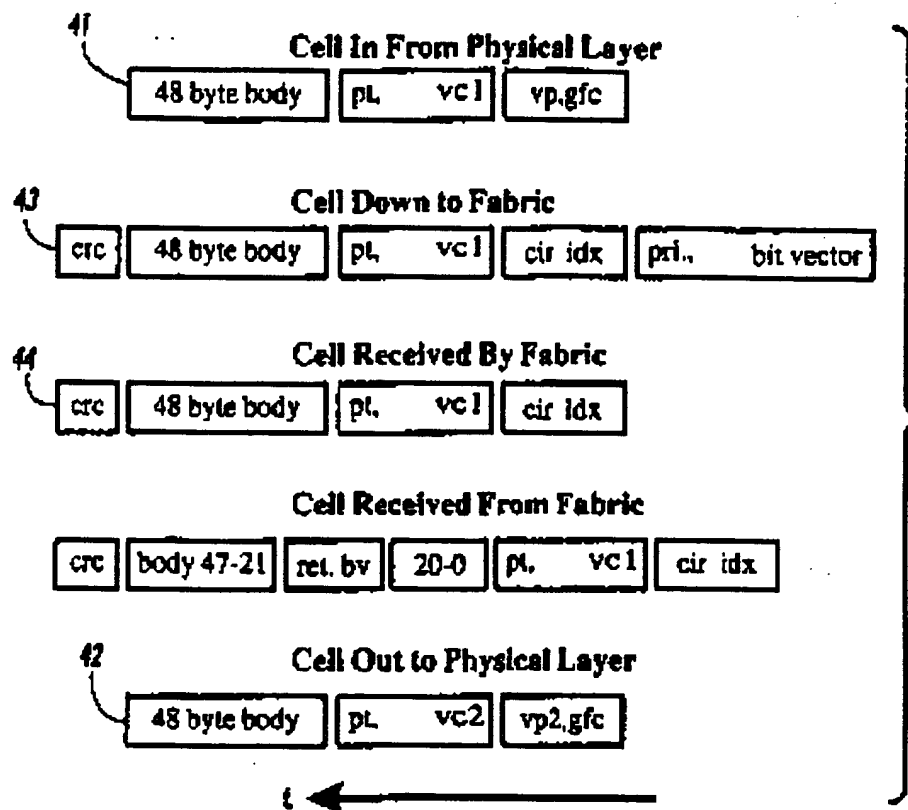 41
Cell In From Physical Layer
48 byte body pt, vc1 vp,gfc
43
Cell Down to Fabric
crc 48 byte body pt, vc1 cir idx pri., bit vector
44
Cell Received By Fabric
crc 48 byte body pt, vc1 cir idx
Cell Received From Fabric
crc body 47-21 ret. bv 20-0 pt, vc1 cir idx
42
Cell Out to Physical Layer
48 byte body pt, vc2 vp2,gfc
t